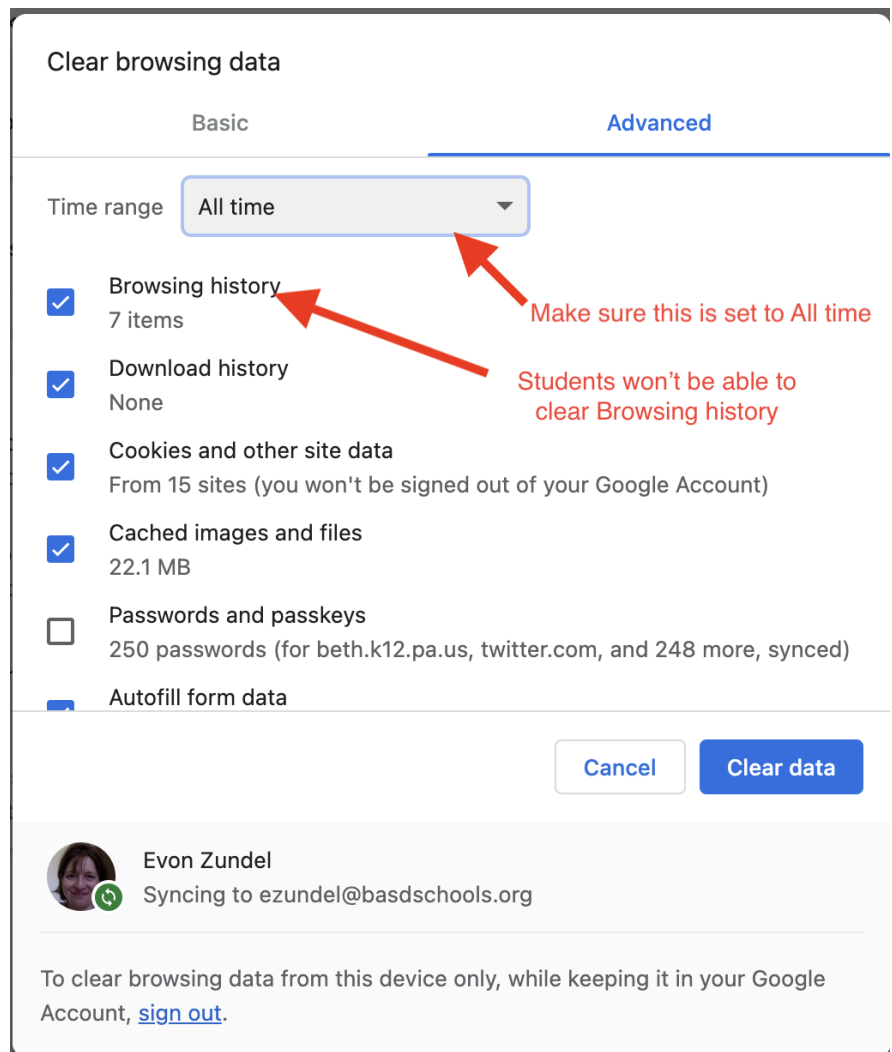 Clear browsing data
Basic
Advanced
Time range
All time
Make sure this is set to All time
Browsing history
7 items
Students won’t be able to
clear Browsing history
Download history
None
Cookies and other site data
From 15 sites (you won't be signed out of your Google Account)
Cached images and files
22.1 MB
Passwords and passkeys
250 passwords (for beth.k12.pa.us, twitter.com, and 248 more, synced)
Autofill form data
Cancel
Clear data
Evon Zundel
Syncing to ezundel@basdschools.org
To clear browsing data from this device only, while keeping it in your Google
Account, sign out.